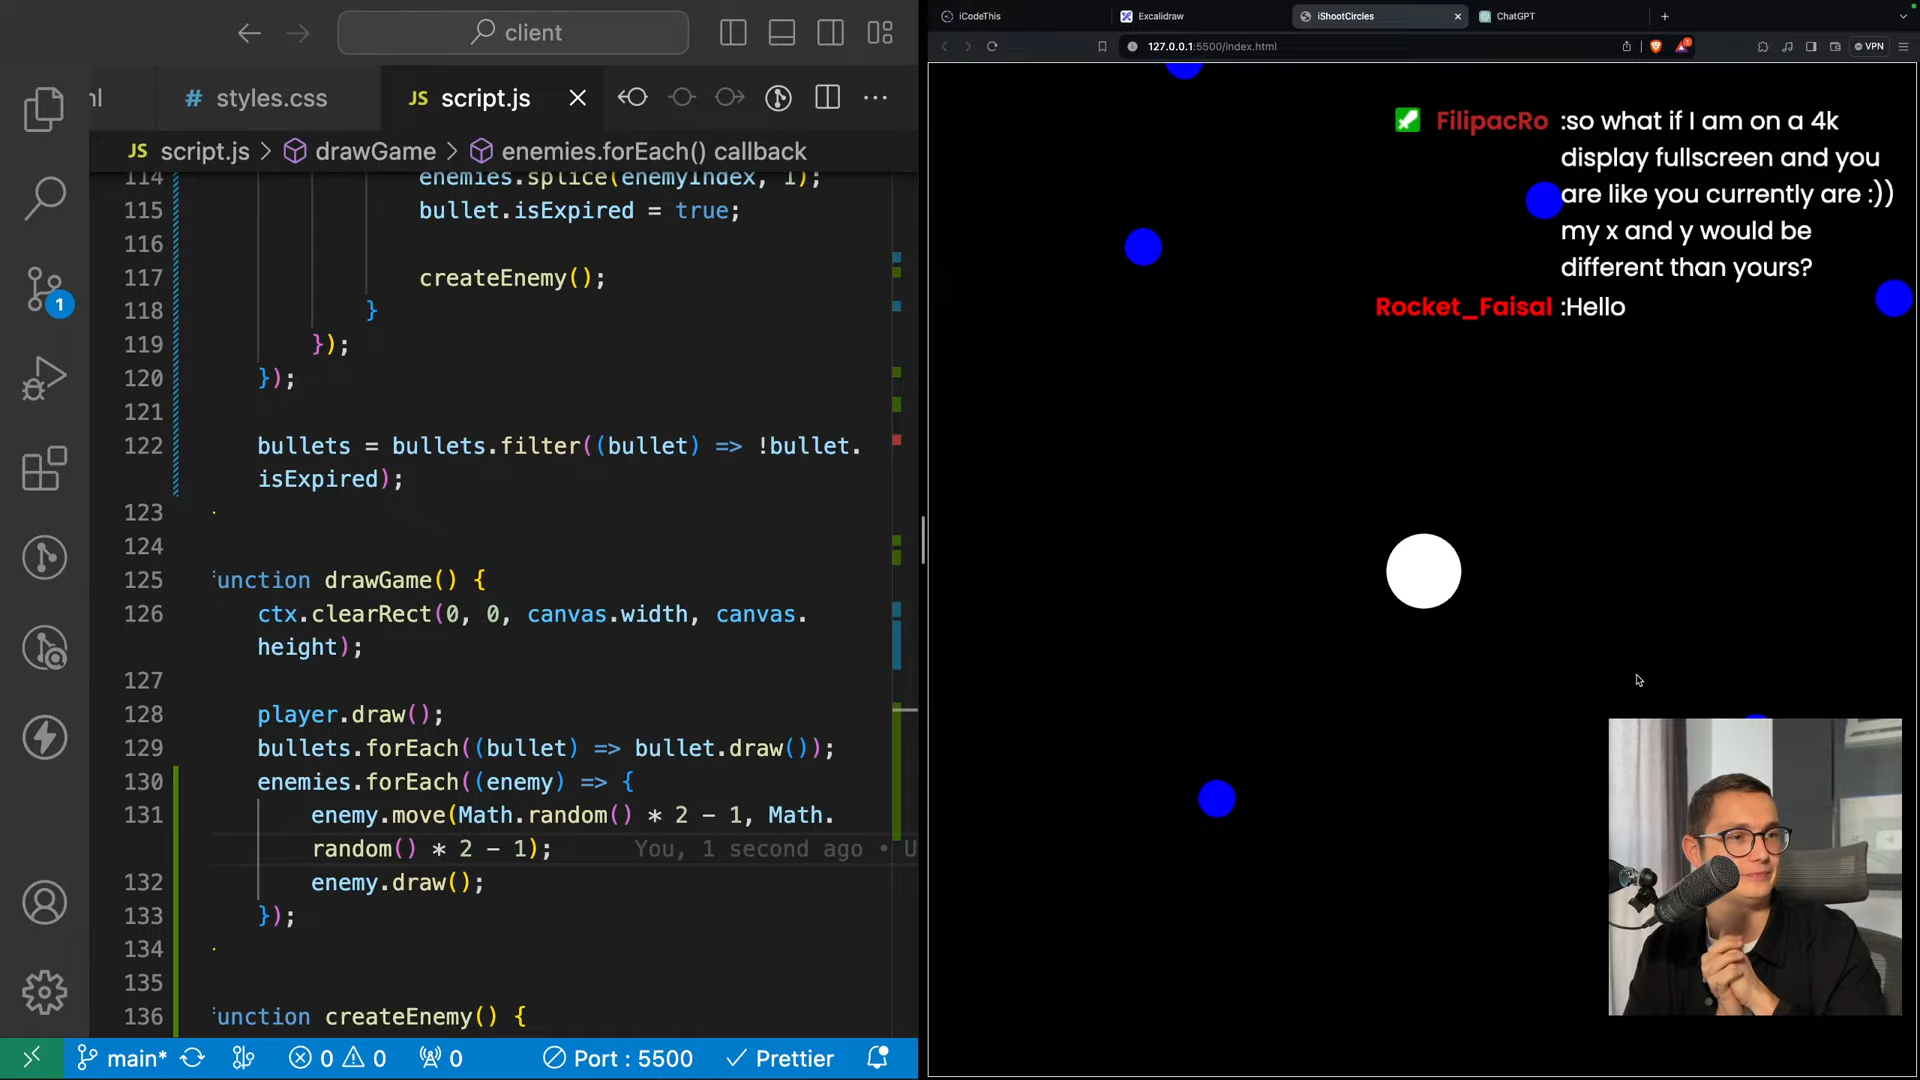 client
nl
# styles.css
JS script.js
JS script.js > drawGame > enemies.forEach() callback
114 enemies.splice(enemyIndex, 1);
115 bullet.isExpired = true;
116
117 createEnemy();
118 }
119 });
120 });
121
122 bullets = bullets.filter((bullet) => !bullet.
isExpired);
123
124
125 unction drawGame() {
126 ctx.clearRect(0, 0, canvas.width, canvas.
height);
127
128 player.draw();
129 bullets.forEach((bullet) => bullet.draw());
130 enemies.forEach((enemy) => {
131 enemy.move(Math.random() * 2 - 1, Math.
random() * 2 - 1); You, 1 second ago • U
132 enemy.draw();
133 });
134
135
136 unction createEnemy() {
1
main* 0 0 0 Port : 5500 Prettier
iCodeThis
Excalidraw
iShootCircles
ChatGPT
127.0.0.1:5500/index.html
1
VPN
FilipacRo :so what if I am on a 4k
display fullscreen and you
are like you currently are :))
my x and y would be
different than yours?
Rocket_Faisal :Hello